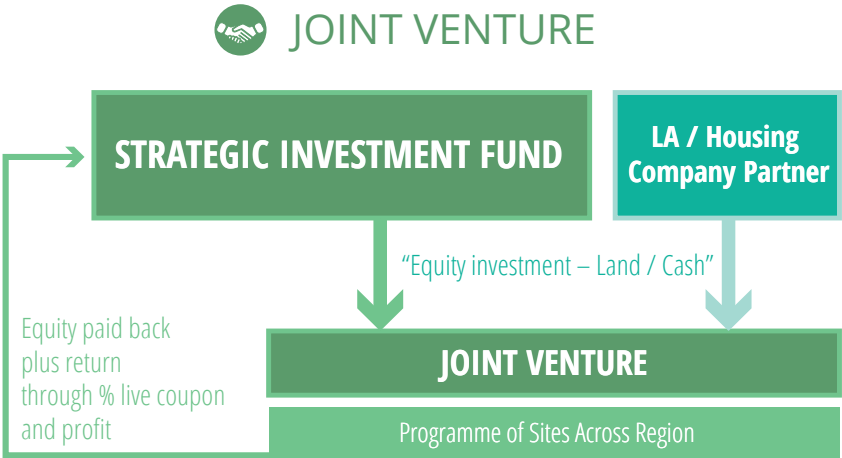 JOINT VENTURE
STRATEGIC INVESTMENT FUND
LA / Housing
Company Partner
“Equity investment – Land / Cash”
Equity paid back
plus return
through % live coupon
and profit
JOINT VENTURE
Programme of Sites Across Region